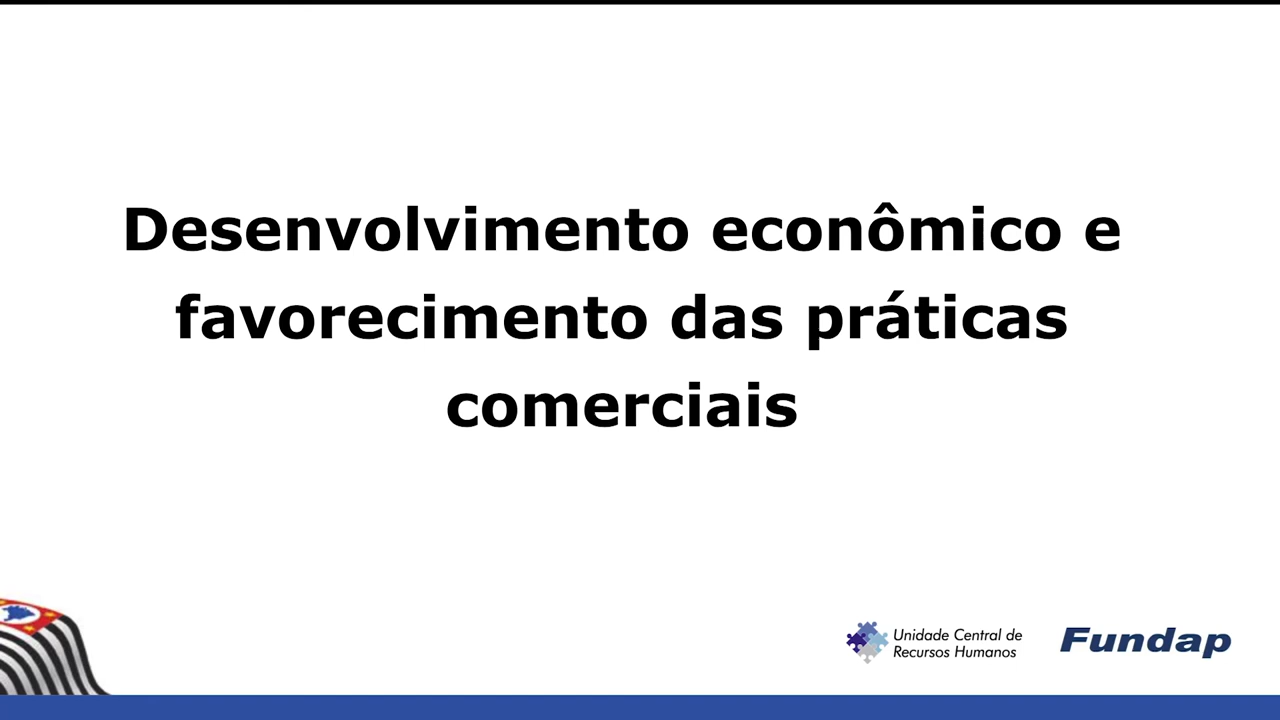 Desenvolvimento econômico e
favorecimento das práticas
comerciais
Unidade Central de
Recursos Humanos
Fundap